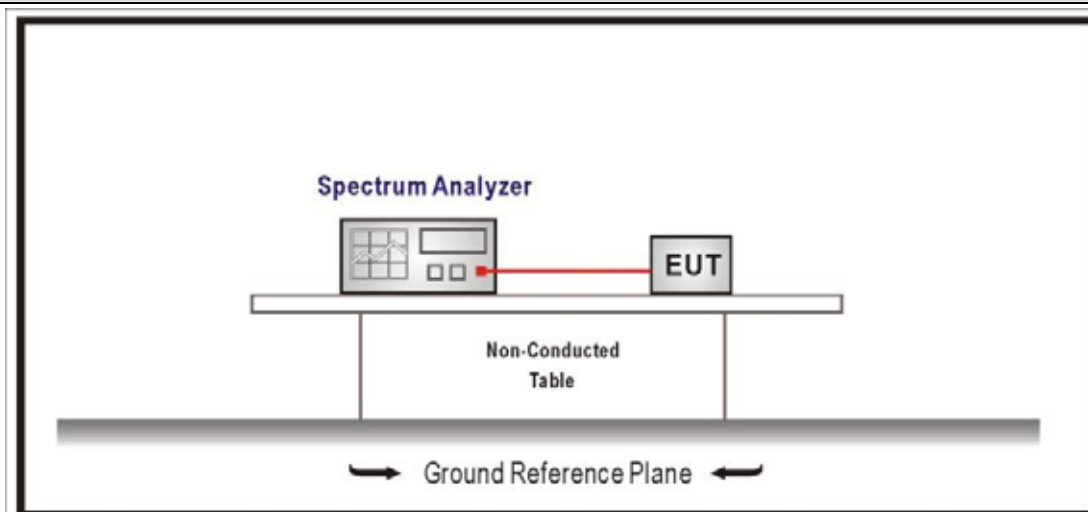 Spectrum Analyzer
EUT
Non-Conducted
Table
Ground Reference Plane